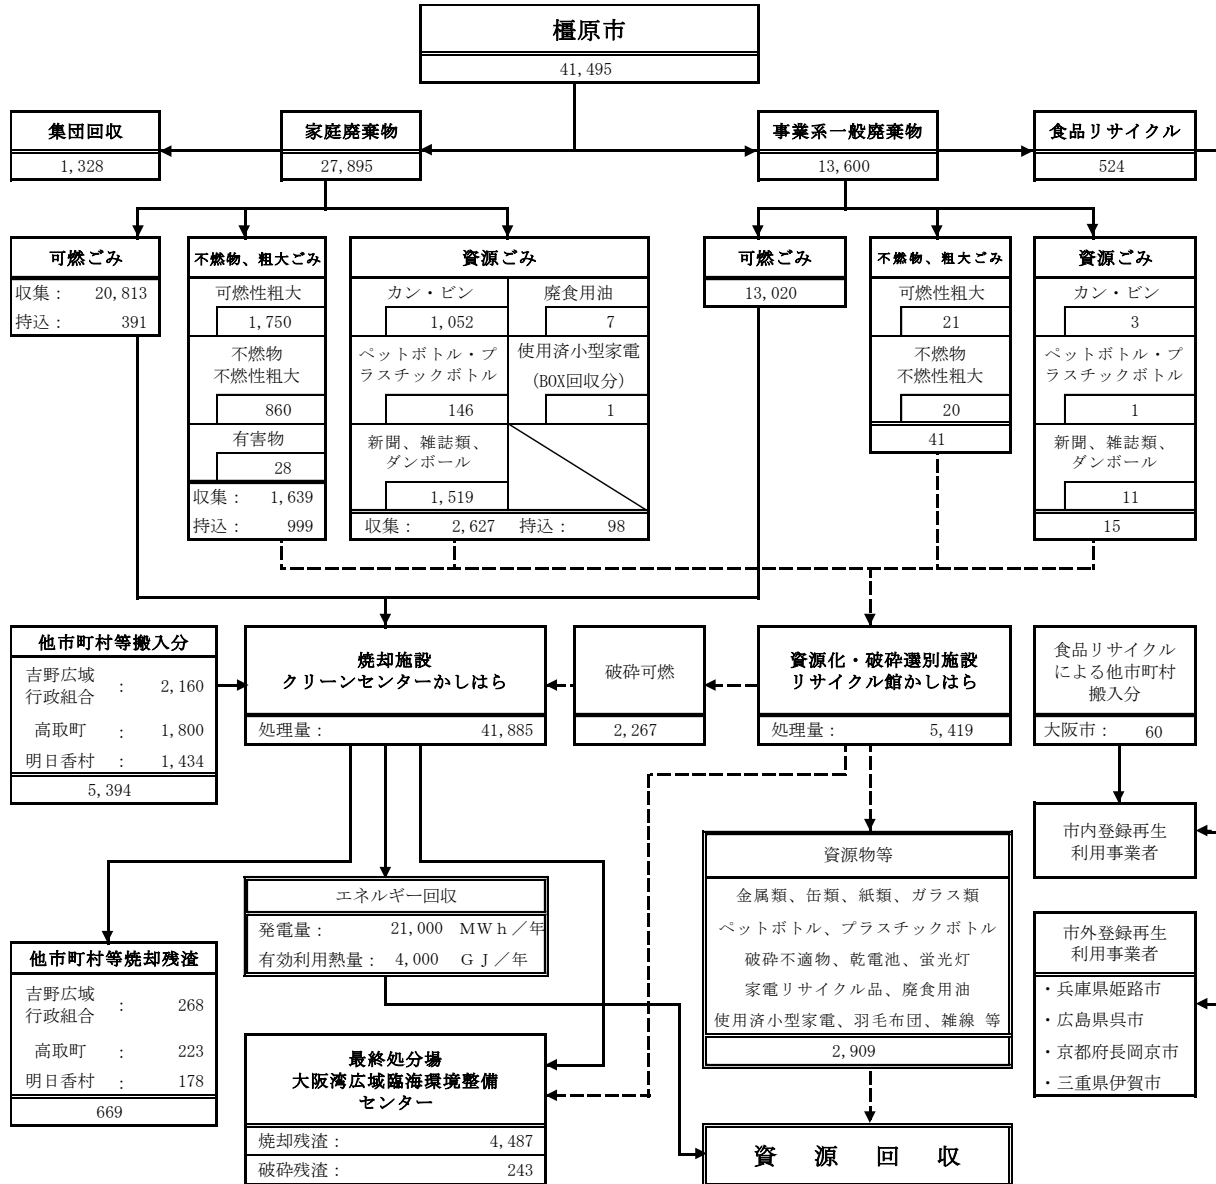 橿原市
41,495
集団回収
1,328
家庭廃棄物
27,895
事業系一般廃棄物
13,600
食品リサイクル
524
可燃ごみ
収集： 20,813
持込： 391
不燃物、粗大ごみ
可燃性粗大
1,750
不燃物
不燃性粗大
860
有害物
28
収集： 1,639
持込： 999
資源ごみ
カン・ビン
1,052
廃食用油
7
ペットボトル・プ
ラスチックボトル
146
使用済小型家電
(BOX回収分)
1
新聞、雑誌類、
ダンボール
1,519
収集： 2,627 持込： 98
可燃ごみ
13,020
不燃物、粗大ごみ
可燃性粗大
21
不燃物
不燃性粗大
20
41
資源ごみ
カン・ビン
3
ペットボトル・プ
ラスチックボトル
1
新聞、雑誌類、
ダンボール
11
15
他市町村等搬入分
吉野広域
行政組合 ： 2,160
高取町 ： 1,800
明日香村 ： 1,434
5,394
焼却施設
クリーンセンターかしはら
処理量： 41,885
破砕可燃
2,267
資源化・破砕選別施設
リサイクル館かしはら
処理量： 5,419
食品リサイクル
による他市町村
搬入分
大阪市： 60
市内登録再生
利用事業者
資源物等
金属類、缶類、紙類、ガラス類
ペットボトル、プラスチックボトル
破砕不適物、乾電池、蛍光灯
家電リサイクル品、廃食用油
使用済小型家電、羽毛布団、雑線 等
2,909
エネルギー回収
発電量： 21,000 MWｈ／年
有効利用熱量： 4,000 ＧＪ／年
他市町村等焼却残渣
吉野広域
行政組合 ： 268
高取町 ： 223
明日香村 ： 178
669
市外登録再生
利用事業者
・兵庫県姫路市
・広島県呉市
・京都府長岡京市
・三重県伊賀市
最終処分場
大阪湾広域臨海環境整備
センター
焼却残渣： 4,487
破砕残渣： 243
資源回収